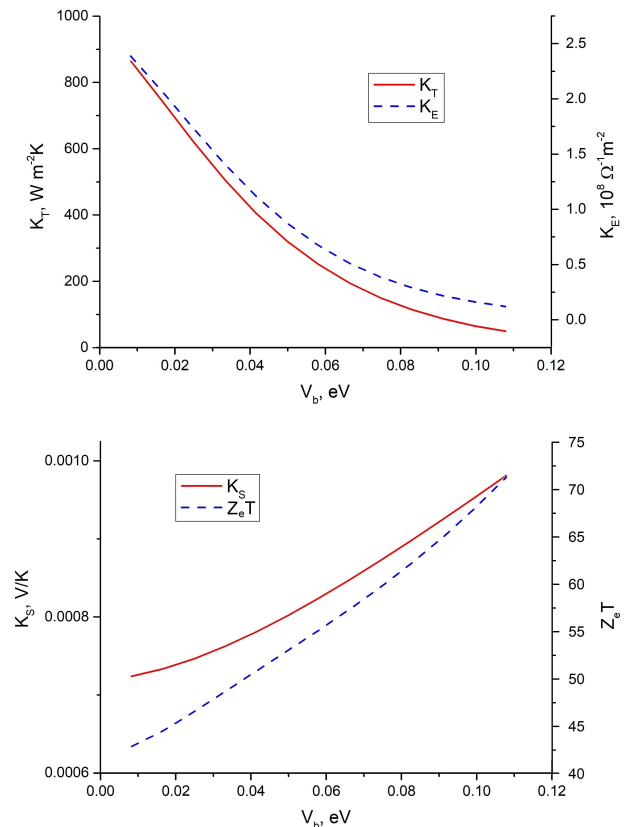 1000
800
600
400
200
0
K_T, W m⁻²K
2.5
2.0
1.5
1.0
0.5
0.0
K_E, 10⁸ Ω⁻¹m⁻²
K_T
K_E
0.00 0.02 0.04 0.06 0.08 0.10 0.12
V_b, eV
0.0010
0.0008
0.0006
K_S, V/K
75
70
65
60
55
50
45
40
Z_eT
K_S
Z_eT
0.00 0.02 0.04 0.06 0.08 0.10 0.12
V_b, eV